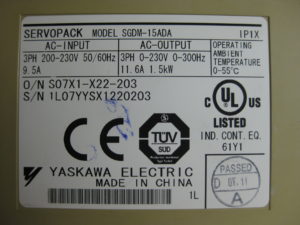 SERVOPACK MODEL SGDM-15ADA IP1X
AC-INPUT AC-OUTPUT OPERATING
3PH 200-230V 50/60Hz 3PH 0-230V 0-300Hz AMBIENT
9.5A 11.6A 1.5kW TEMPERATURE
0-55°C
O/N S07X1-X22-203
S/N 1L07YYSX1220203
C UL US
LISTED
IND. CONT. EQ.
61Y1
CE
TÜV
SUD
YASKAWA ELECTRIC
MADE IN CHINA
1L
PASSED
D
A